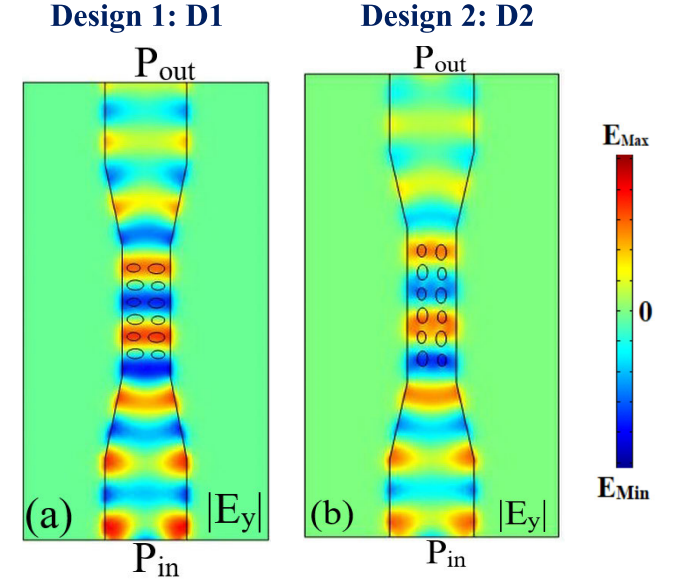 Design 1: D1
Design 2: D2
Pout
Pout
EMax
0
EMin
(a)
|Ey|
(b)
|Ey|
Pin
Pin